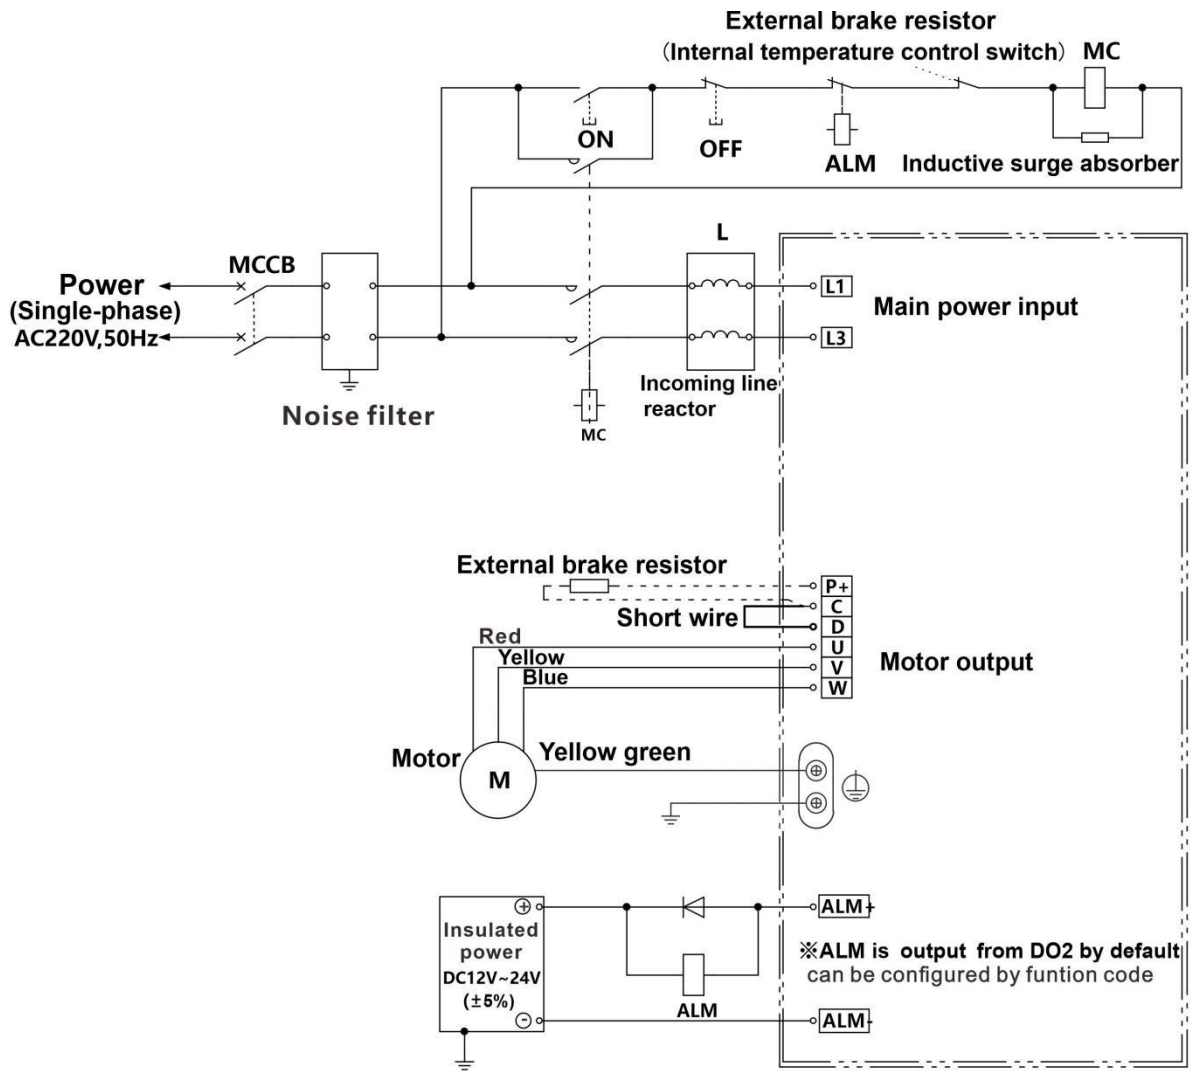 External brake resistor
(Internal temperature control switch)
MC
ON
OFF
ALM
Inductive surge absorber
L
MCCB
Power
(Single-phase)
AC220V,50Hz
L1
Main power input
L3
Incoming line
reactor
Noise filter
MC
External brake resistor
P+
C
Short wire
D
Red
U
Yellow
V
Motor output
Blue
W
Motor
M
Yellow green
ALM+
Insulated
power
DC12V~24V
(±5%)
※ALM is output from DO2 by default
can be configured by funtion code
ALM
ALM-